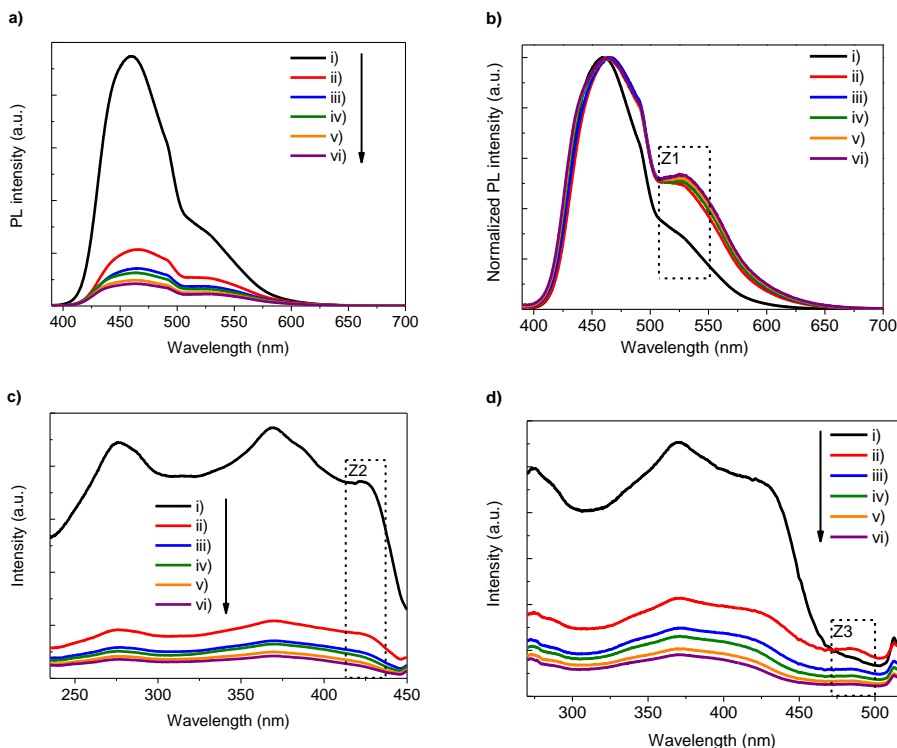 a)
PL intensity (a.u.)
i)
ii)
iii)
iv)
v)
vi)
400 450 500 550 600 650 700
Wavelength (nm)
b)
Normalized PL intensity (a.u.)
i)
ii)
iii)
iv)
v)
vi)
Z1
400 450 500 550 600 650 700
Wavelength (nm)
c)
Intensity (a.u.)
Z2
i)
ii)
iii)
iv)
v)
vi)
250 300 350 400 450
Wavelength (nm)
d)
Intensity (a.u.)
i)
ii)
iii)
iv)
v)
vi)
Z3
300 350 400 450 500
Wavelength (nm)